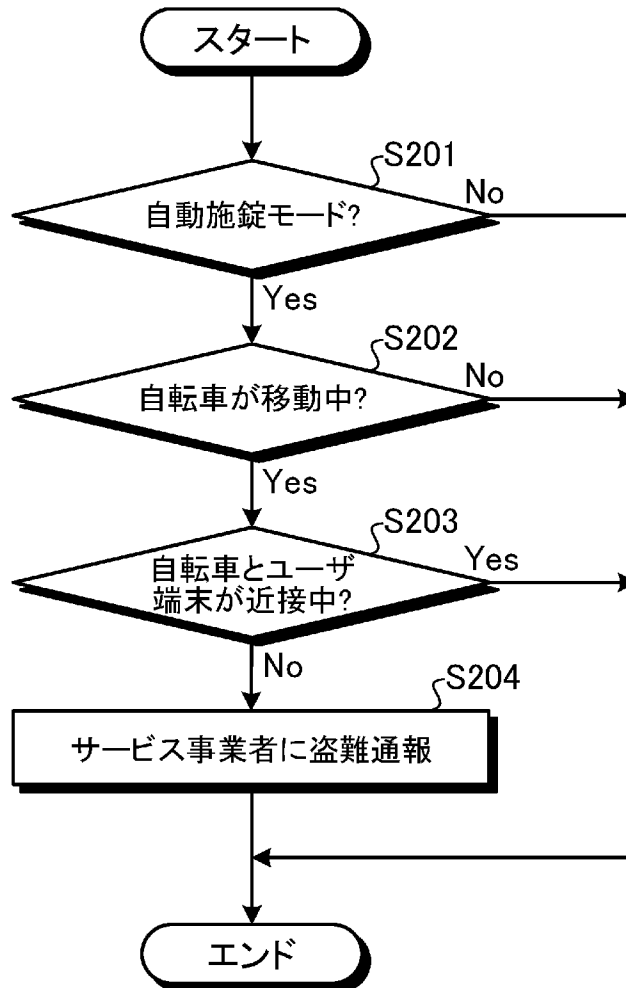 スタート
S201
自動施錠モード?
No
Yes
S202
自転車が移動中?
No
Yes
S203
自転車とユーザ
端末が近接中?
Yes
No
S204
サービス事業者に盗難通報
エンド